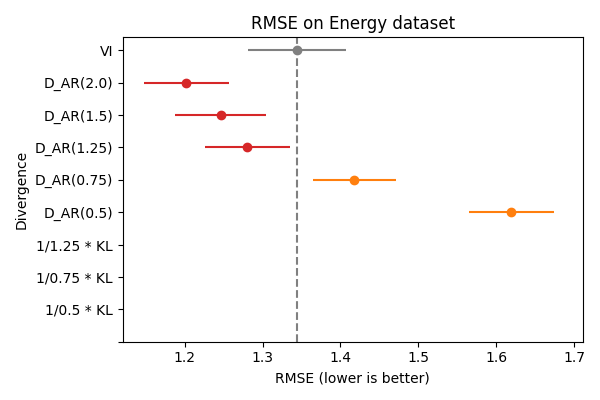 RMSE on Energy dataset
VI
D_AR(2.0)
D_AR(1.5)
D_AR(1.25)
D_AR(0.75)
D_AR(0.5)
1/1.25 * KL
1/0.75 * KL
1/0.5 * KL
Divergence
1.2 1.3 1.4 1.5 1.6 1.7
RMSE (lower is better)